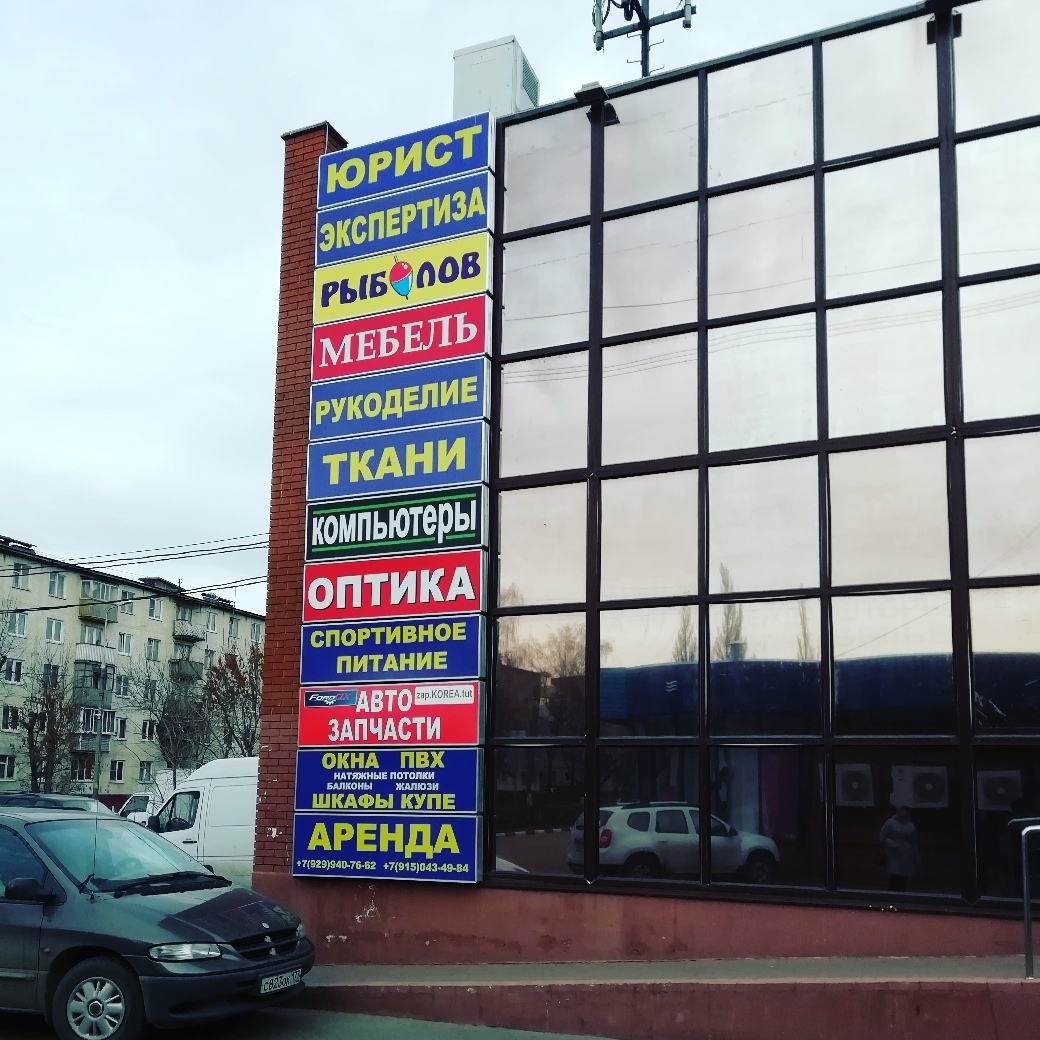 ЮРИСТ
ЭКСПЕРТИЗА
РЫБОЛОВ
МЕБЕЛЬ
РУКОДЕЛИЕ
ТКАНИ
КОМПЬЮТЕРЫ
ОПТИКА
СПОРТИВНОЕ
ПИТАНИЕ
АВТО zap.KOREA.tut
ЗАПЧАСТИ
ОКНА ПВХ
НАТЯЖНЫЕ ПОТОЛКИ
БАЛКОНЫ ЖАЛЮЗИ
ШКАФЫ КУПЕ
АРЕНДА
+7(929)940-76-62 +7(915)043-49-84